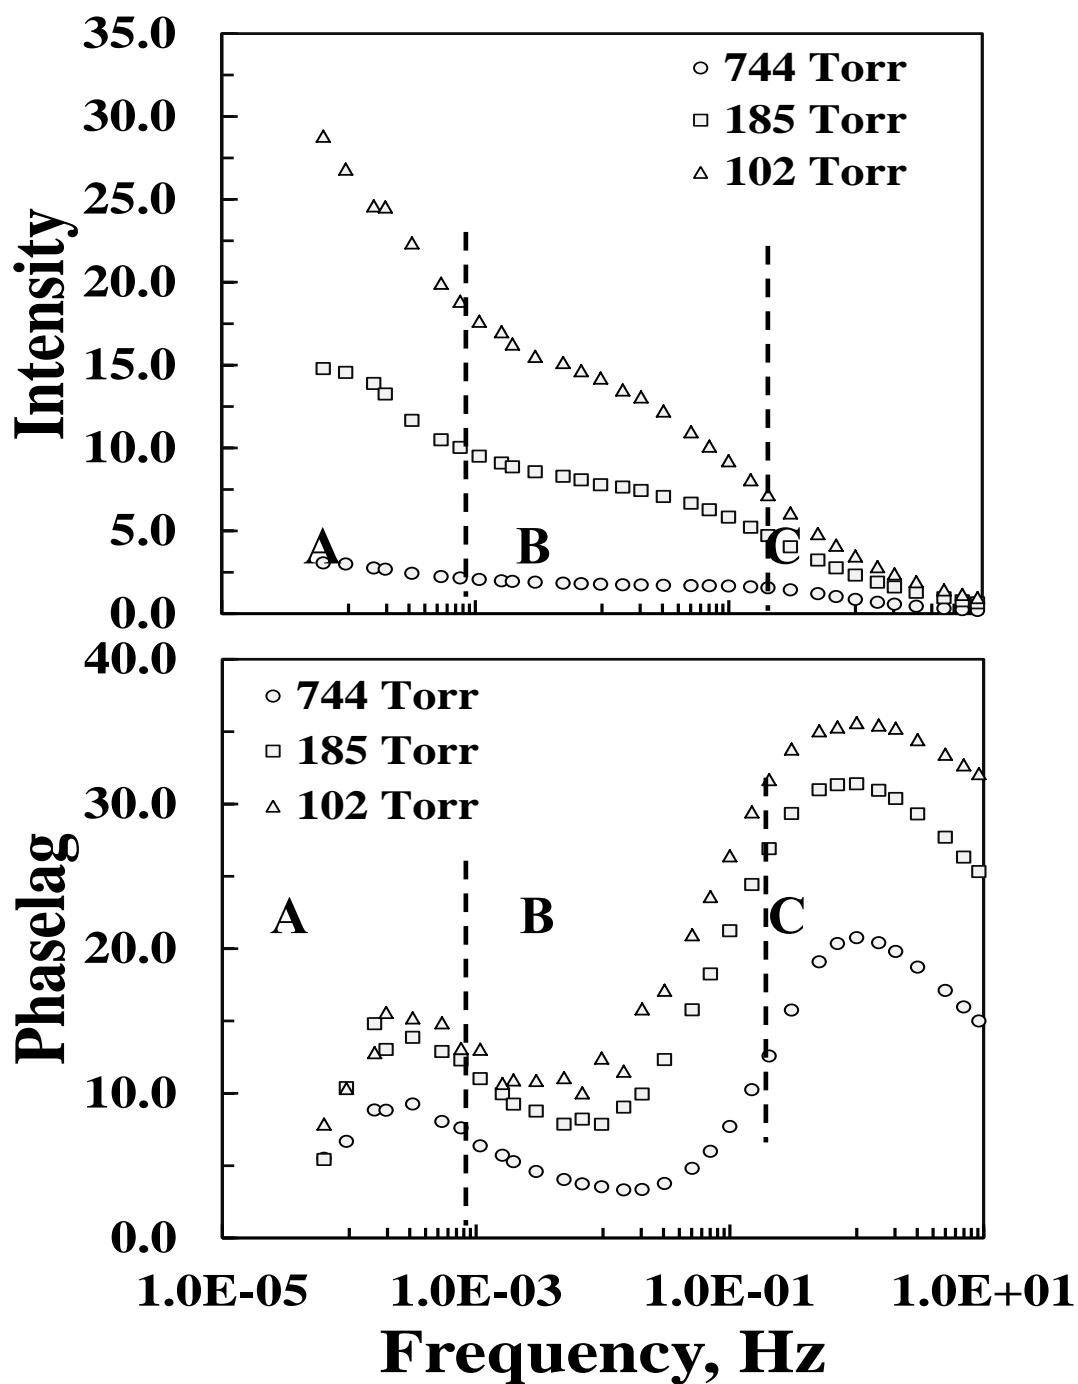 35.0
30.0
25.0
20.0
15.0
10.0
5.0
0.0
Intensity
744 Torr
185 Torr
102 Torr
A
B
C
40.0
30.0
20.0
10.0
0.0
Phaselag
744 Torr
185 Torr
102 Torr
A
B
C
1.0E-05
1.0E-03
1.0E-01
1.0E+01
Frequency, Hz